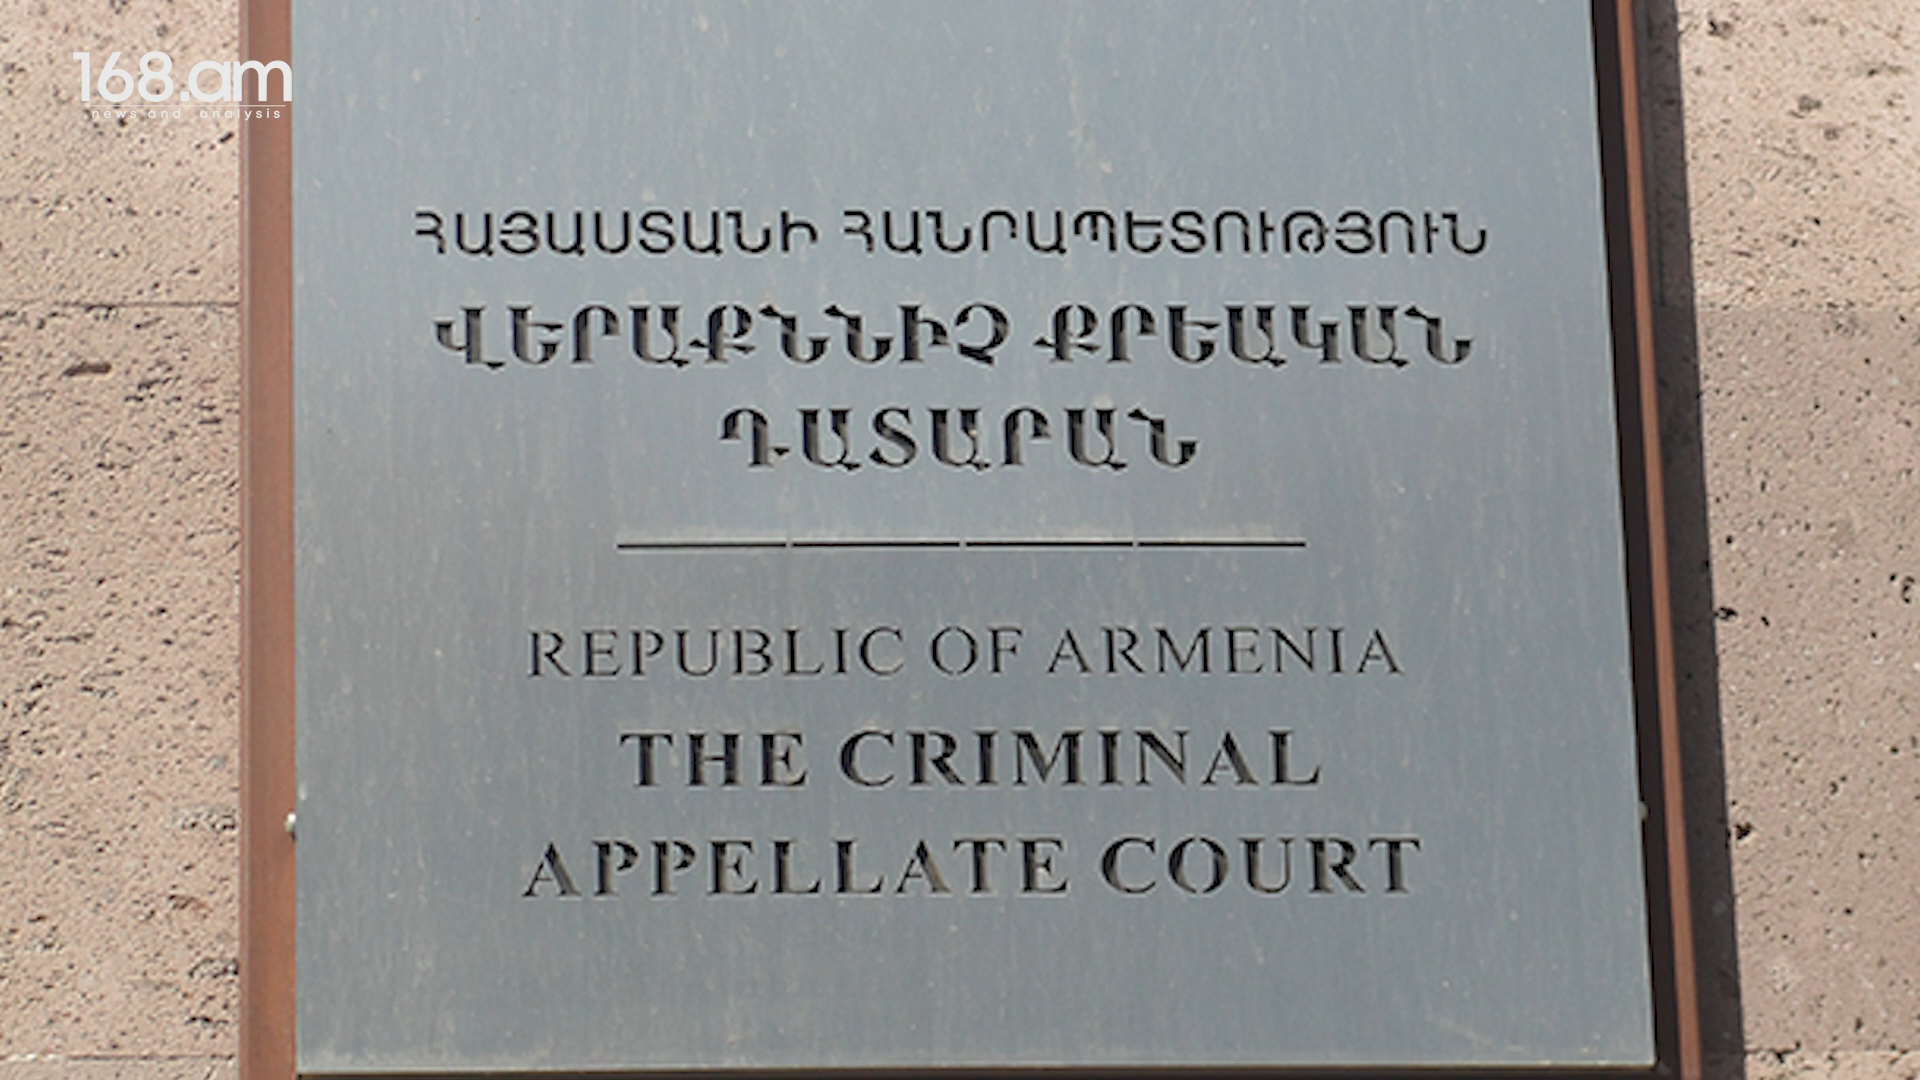 168.am
news and analysis
ՀԱՅԱՍՏԱՆԻ ՀԱՆՐԱՊԵՏՈՒԹՅՈՒՆ
ՎԵՐԱՔՆՆԻՉ ՔՐԵԱԿԱՆ
ԴԱՏԱՐԱՆ
REPUBLIC OF ARMENIA
THE CRIMINAL
APPELLATE COURT